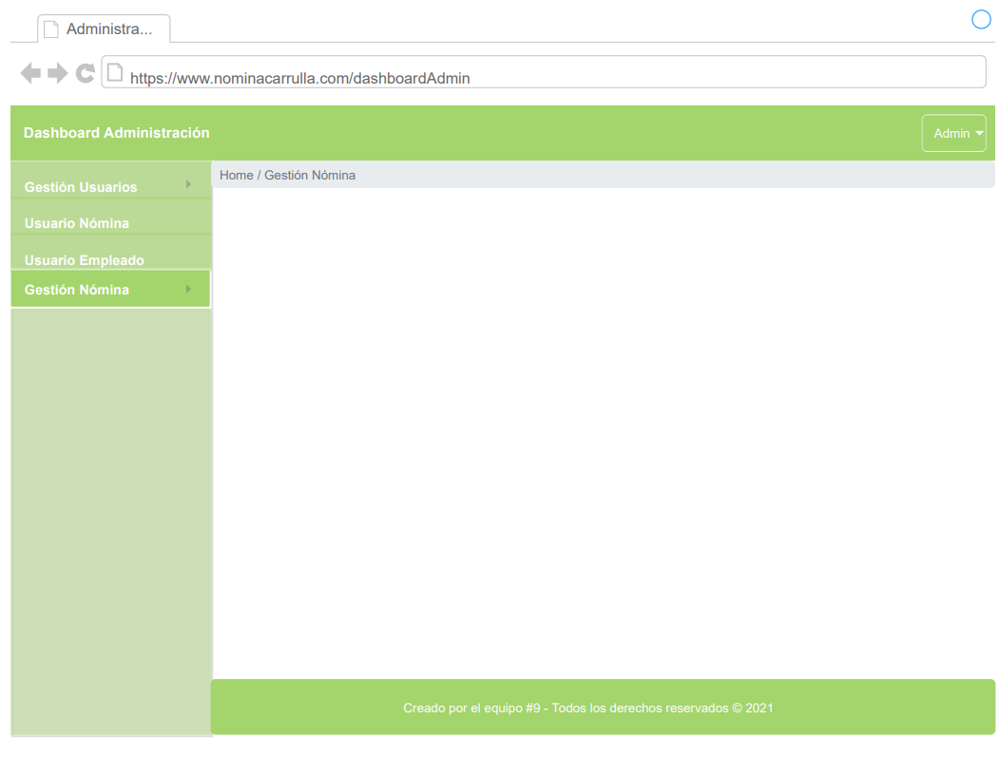 Administra...
https://www.nominacarrulla.com/dashboardAdmin
Dashboard Administración
Admin
Gestión Usuarios
Home / Gestión Nómina
Usuario Nómina
Usuario Empleado
Gestión Nómina
Creado por el equipo #9 - Todos los derechos reservados © 2021